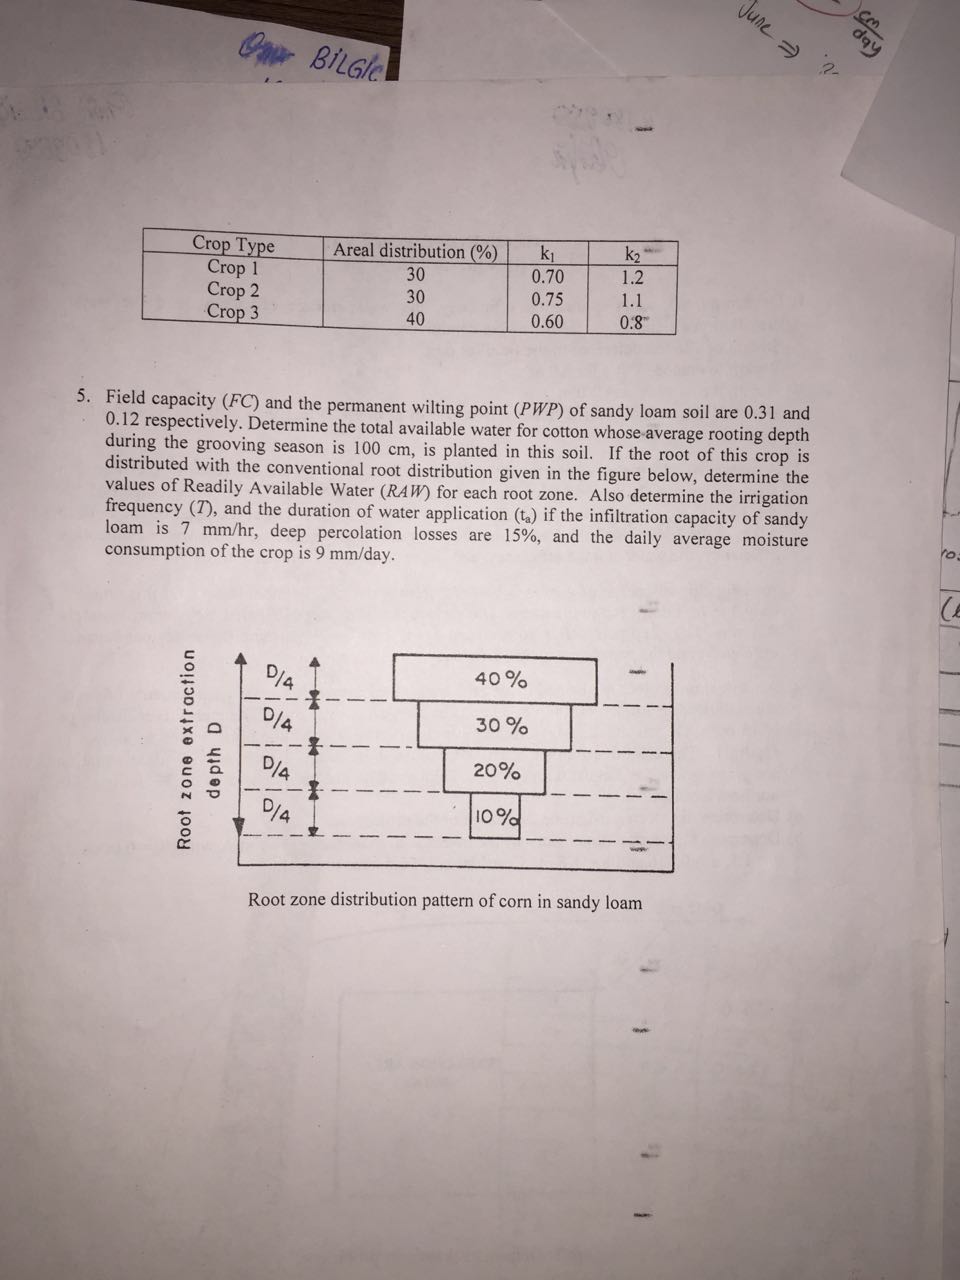 BİLGİÇ
June ⇒
cm
day
Crop Type Areal distribution (%) k₁ k₂
Crop 1 30 0.70 1.2
Crop 2 30 0.75 1.1
Crop 3 40 0.60 0.8
5. Field capacity (FC) and the permanent wilting point (PWP) of sandy loam soil are 0.31 and
0.12 respectively. Determine the total available water for cotton whose average rooting depth
during the grooving season is 100 cm, is planted in this soil. If the root of this crop is
distributed with the conventional root distribution given in the figure below, determine the
values of Readily Available Water (RAW) for each root zone. Also determine the irrigation
frequency (T), and the duration of water application (tₐ) if the infiltration capacity of sandy
loam is 7 mm/hr, deep percolation losses are 15%, and the daily average moisture
consumption of the crop is 9 mm/day.
Root zone extraction
depth D
D/4 40%
D/4 30%
D/4 20%
D/4 10%
Root zone distribution pattern of corn in sandy loam